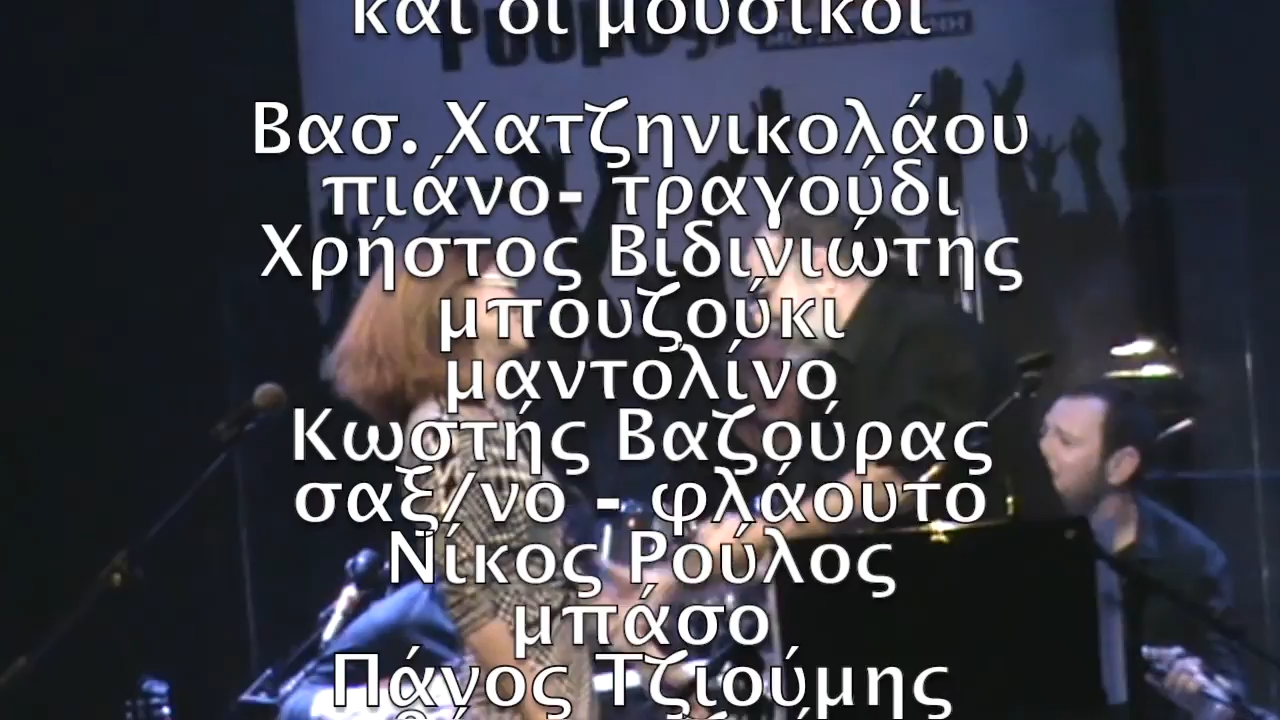 και οι μουσικοί
Βασ. Χατζηνικολάου
πιάνο- τραγούδι
Χρήστος Βιδινιώτης
μπουζούκι
μαντολίνο
Κωστής Βαζούρας
σαξ/νο - φλάουτο
Νίκος Ρούλος
μπάσο
Πάνος Τζιούμης